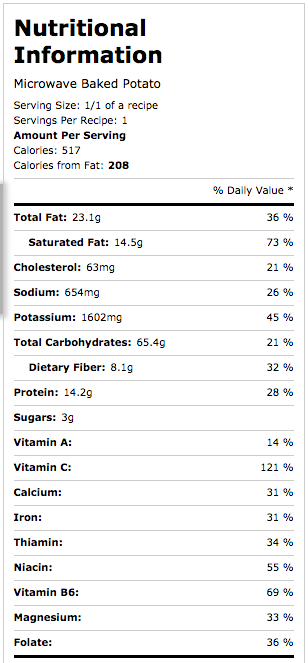 Nutritional
Information
Microwave Baked Potato
Serving Size: 1/1 of a recipe
Servings Per Recipe: 1
Amount Per Serving
Calories: 517
Calories from Fat: 208
% Daily Value *
Total Fat: 23.1g 36 %
Saturated Fat: 14.5g 73 %
Cholesterol: 63mg 21 %
Sodium: 654mg 26 %
Potassium: 1602mg 45 %
Total Carbohydrates: 65.4g 21 %
Dietary Fiber: 8.1g 32 %
Protein: 14.2g 28 %
Sugars: 3g
Vitamin A: 14 %
Vitamin C: 121 %
Calcium: 31 %
Iron: 31 %
Thiamin: 34 %
Niacin: 55 %
Vitamin B6: 69 %
Magnesium: 33 %
Folate: 36 %